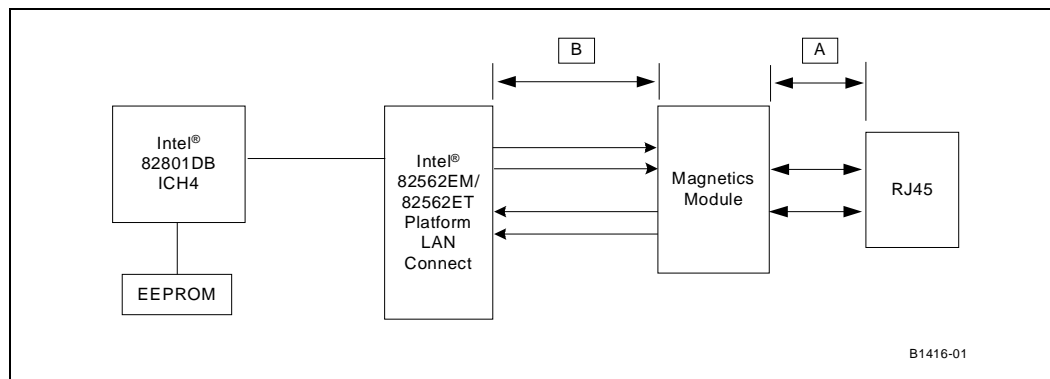 B
A
Intel®
82801DB
ICH4
Intel®
82562EM/
82562ET
Platform
LAN
Connect
Magnetics
Module
RJ45
EEPROM
B1416-01